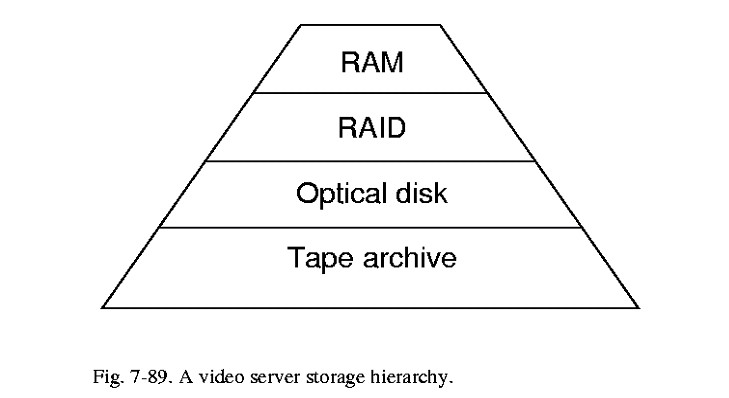 RAM
RAID
Optical disk
Tape archive
Fig. 7-89. A video server storage hierarchy.